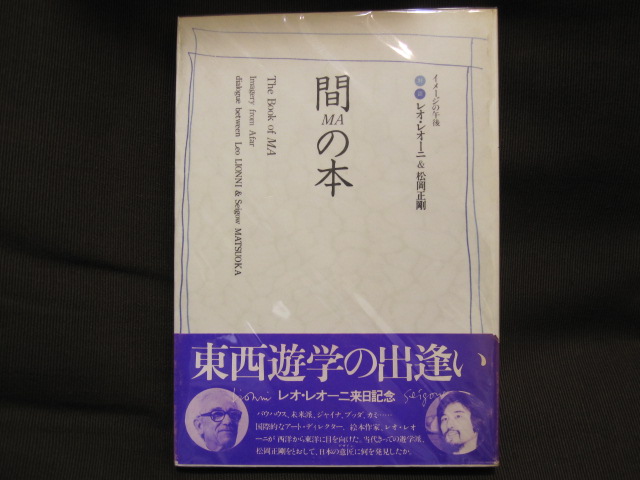 イメージの午後
対談 レオ・レオーニ & 松岡正剛
間の本
MA
The Book of MA
Imagery from Afar
dialogue between Leo LIONNI & Seigow MATSUOKA
東西遊学の出逢い
レオ・レオーニ来日記念
lionni
Seigow
バウハウス、未来派、ジャイナ、ブッダ、カミ……
国際的なアート・ディレクター、絵本作家、レオ・レオ
ーニが西洋から東洋に目を向けた。当代きっての遊学派、
松岡正剛をとおして、日本の意匠に何を発見したか。